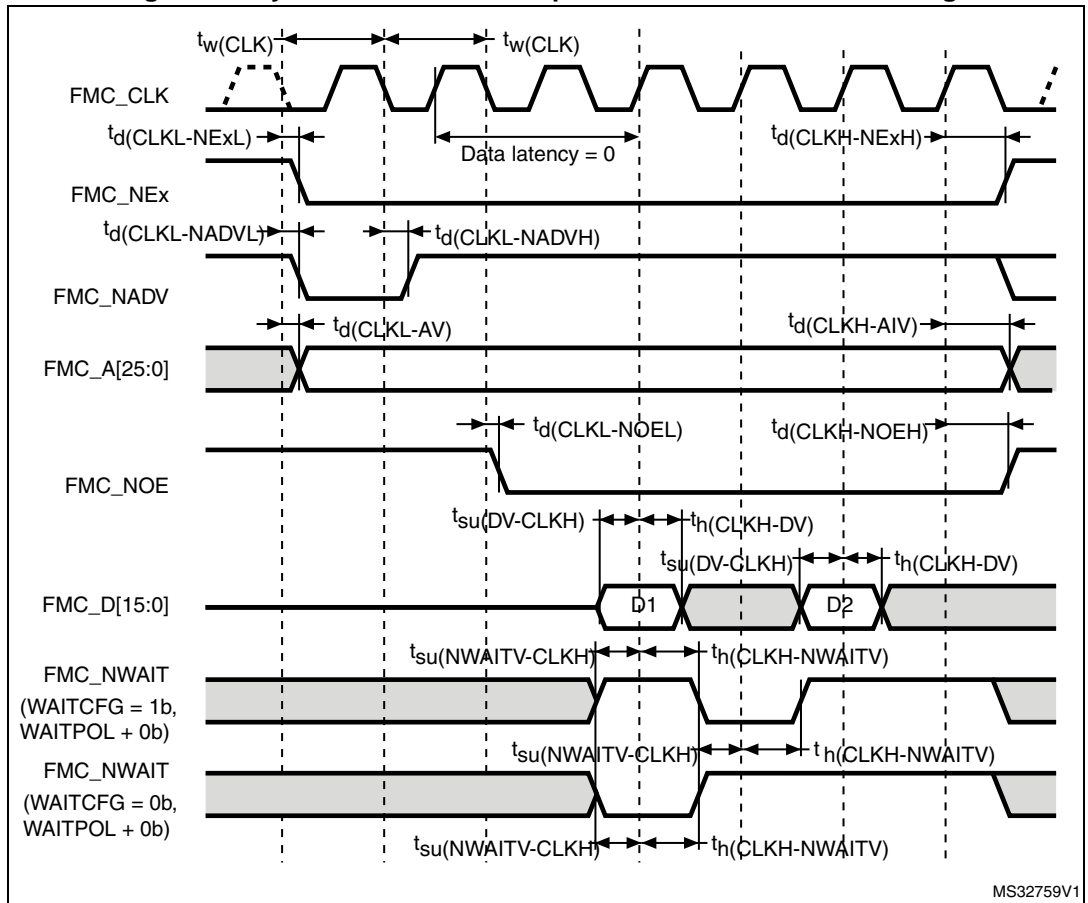 tw(CLK) tw(CLK)
FMC_CLK
td(CLKL-NExL) Data latency = 0 td(CLKH-NExH)
FMC_NEx
td(CLKL-NADVL) td(CLKL-NADVH)
FMC_NADV
td(CLKL-AV) td(CLKH-AIV)
FMC_A[25:0]
td(CLKL-NOEL) td(CLKH-NOEH)
FMC_NOE
tsu(DV-CLKH) th(CLKH-DV)
tsu(DV-CLKH) th(CLKH-DV)
FMC_D[15:0] D1 D2
tsu(NWAITV-CLKH) th(CLKH-NWAITV)
FMC_NWAIT
(WAITCFG = 1b,
WAITPOL + 0b)
tsu(NWAITV-CLKH) th(CLKH-NWAITV)
FMC_NWAIT
(WAITCFG = 0b,
WAITPOL + 0b)
tsu(NWAITV-CLKH) th(CLKH-NWAITV)
MS32759V1